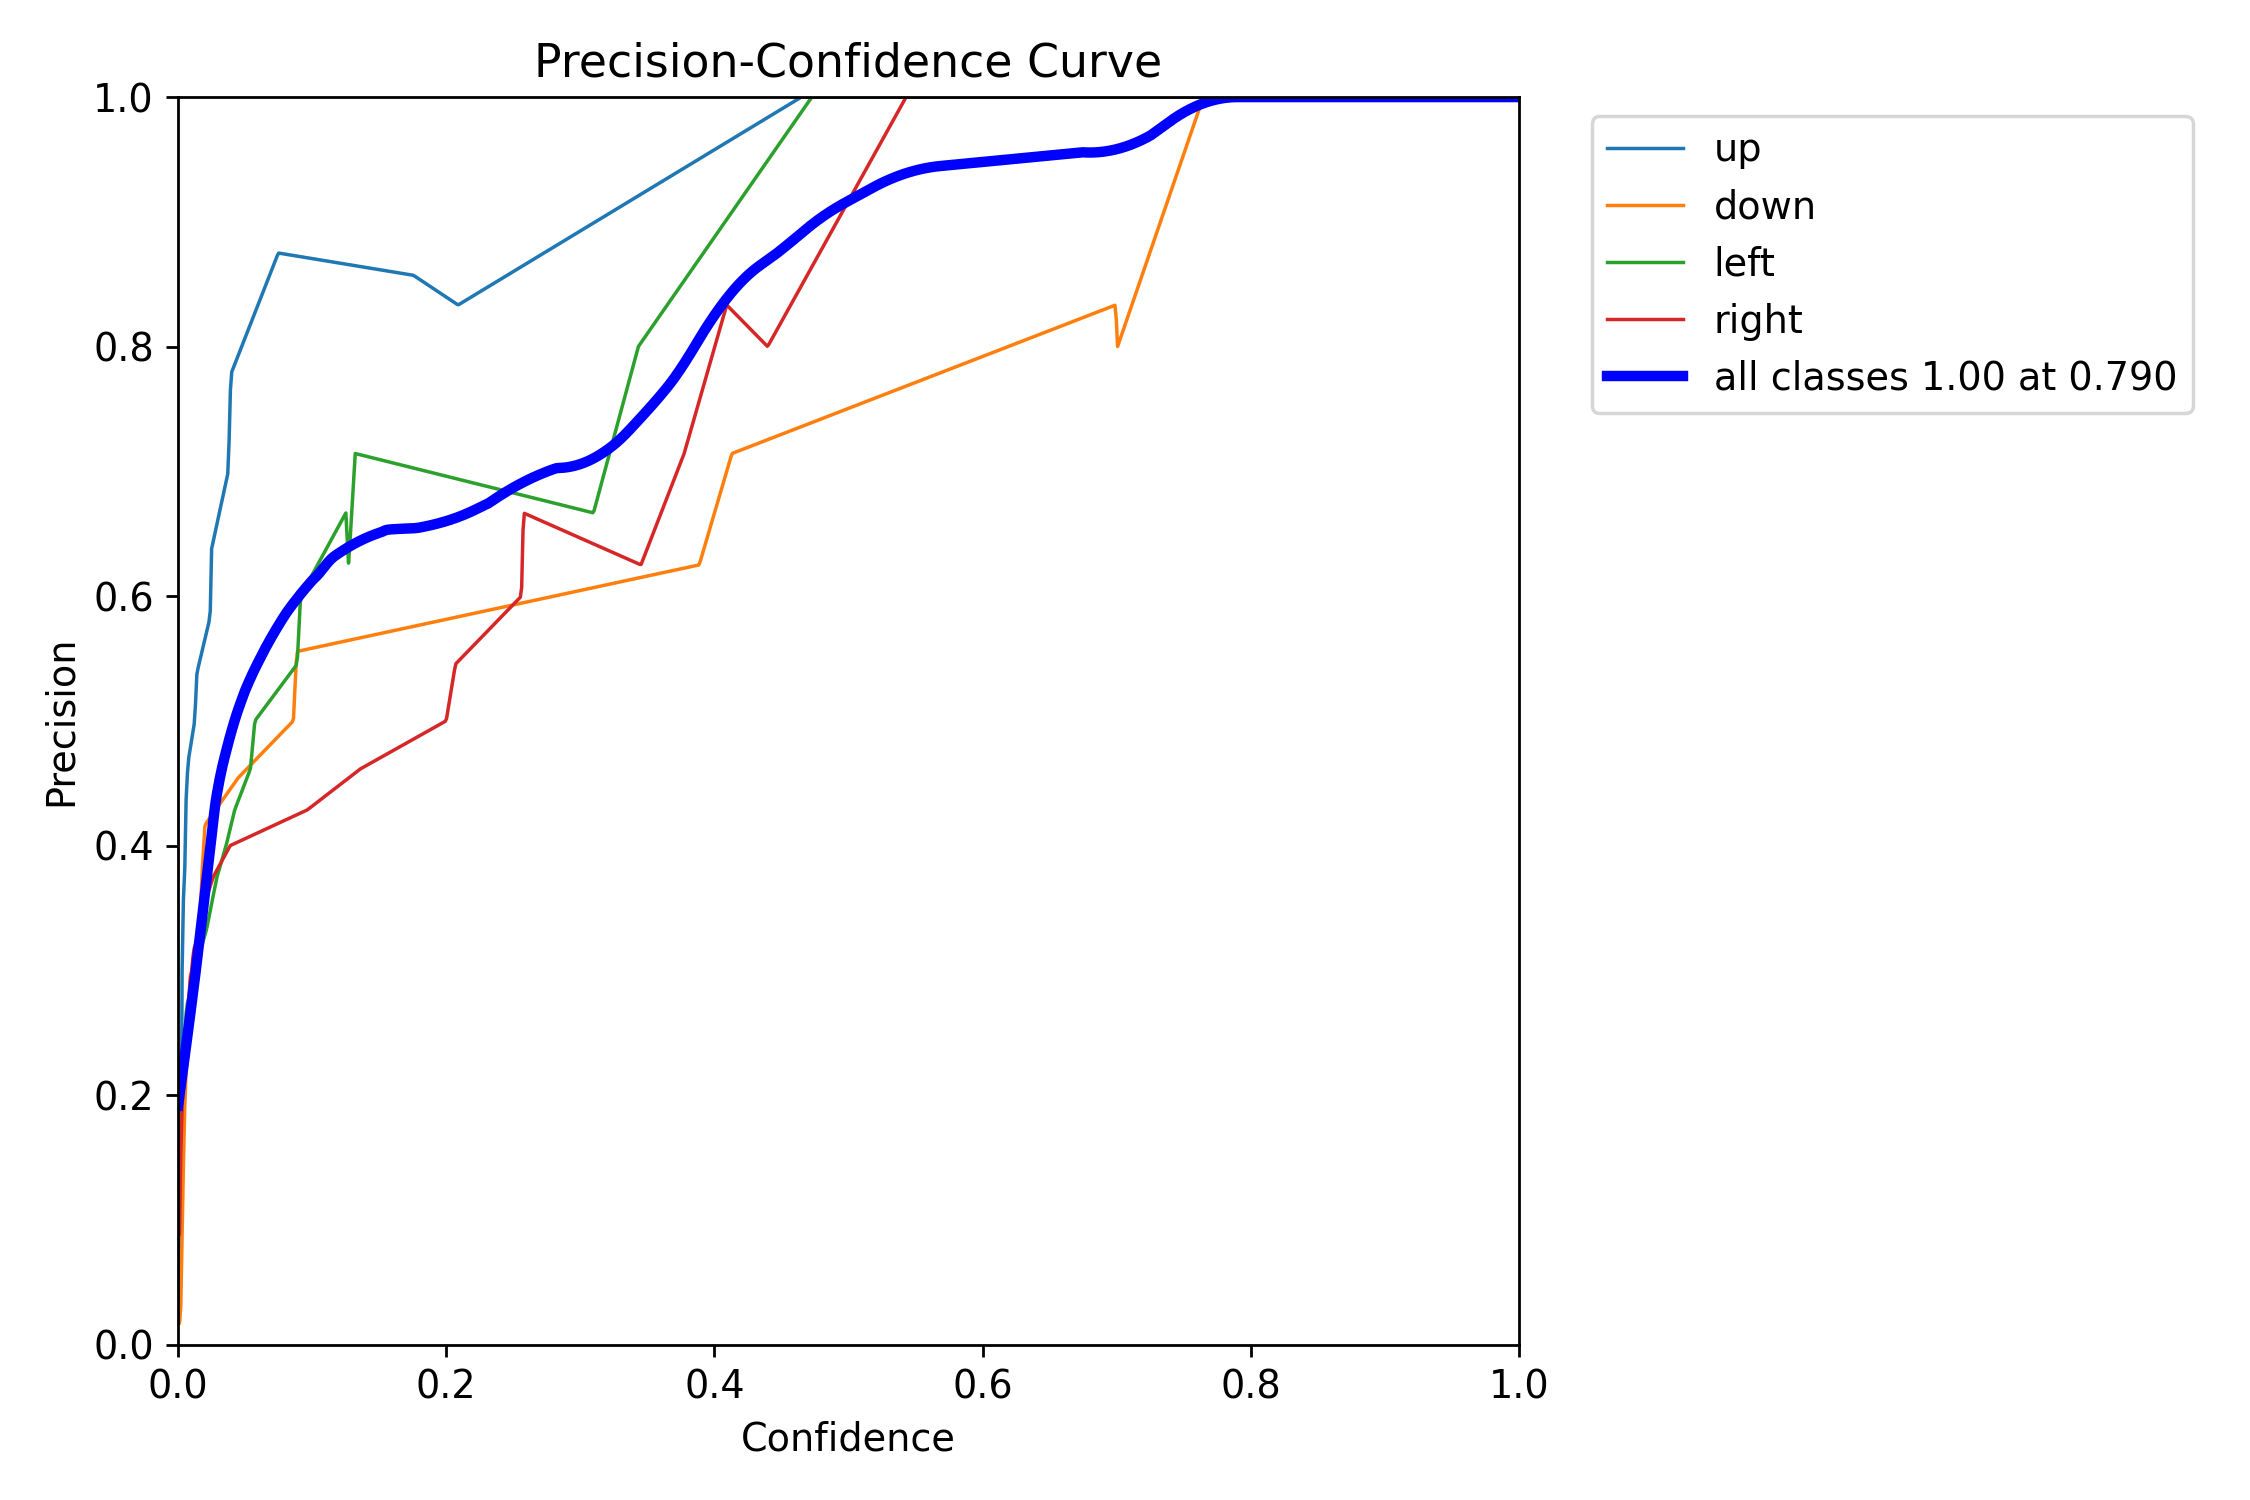 Precision-Confidence Curve
1.0
0.8
0.6
0.4
0.2
0.0
Precision
0.0 0.2 0.4 0.6 0.8 1.0
Confidence
up
down
left
right
all classes 1.00 at 0.790